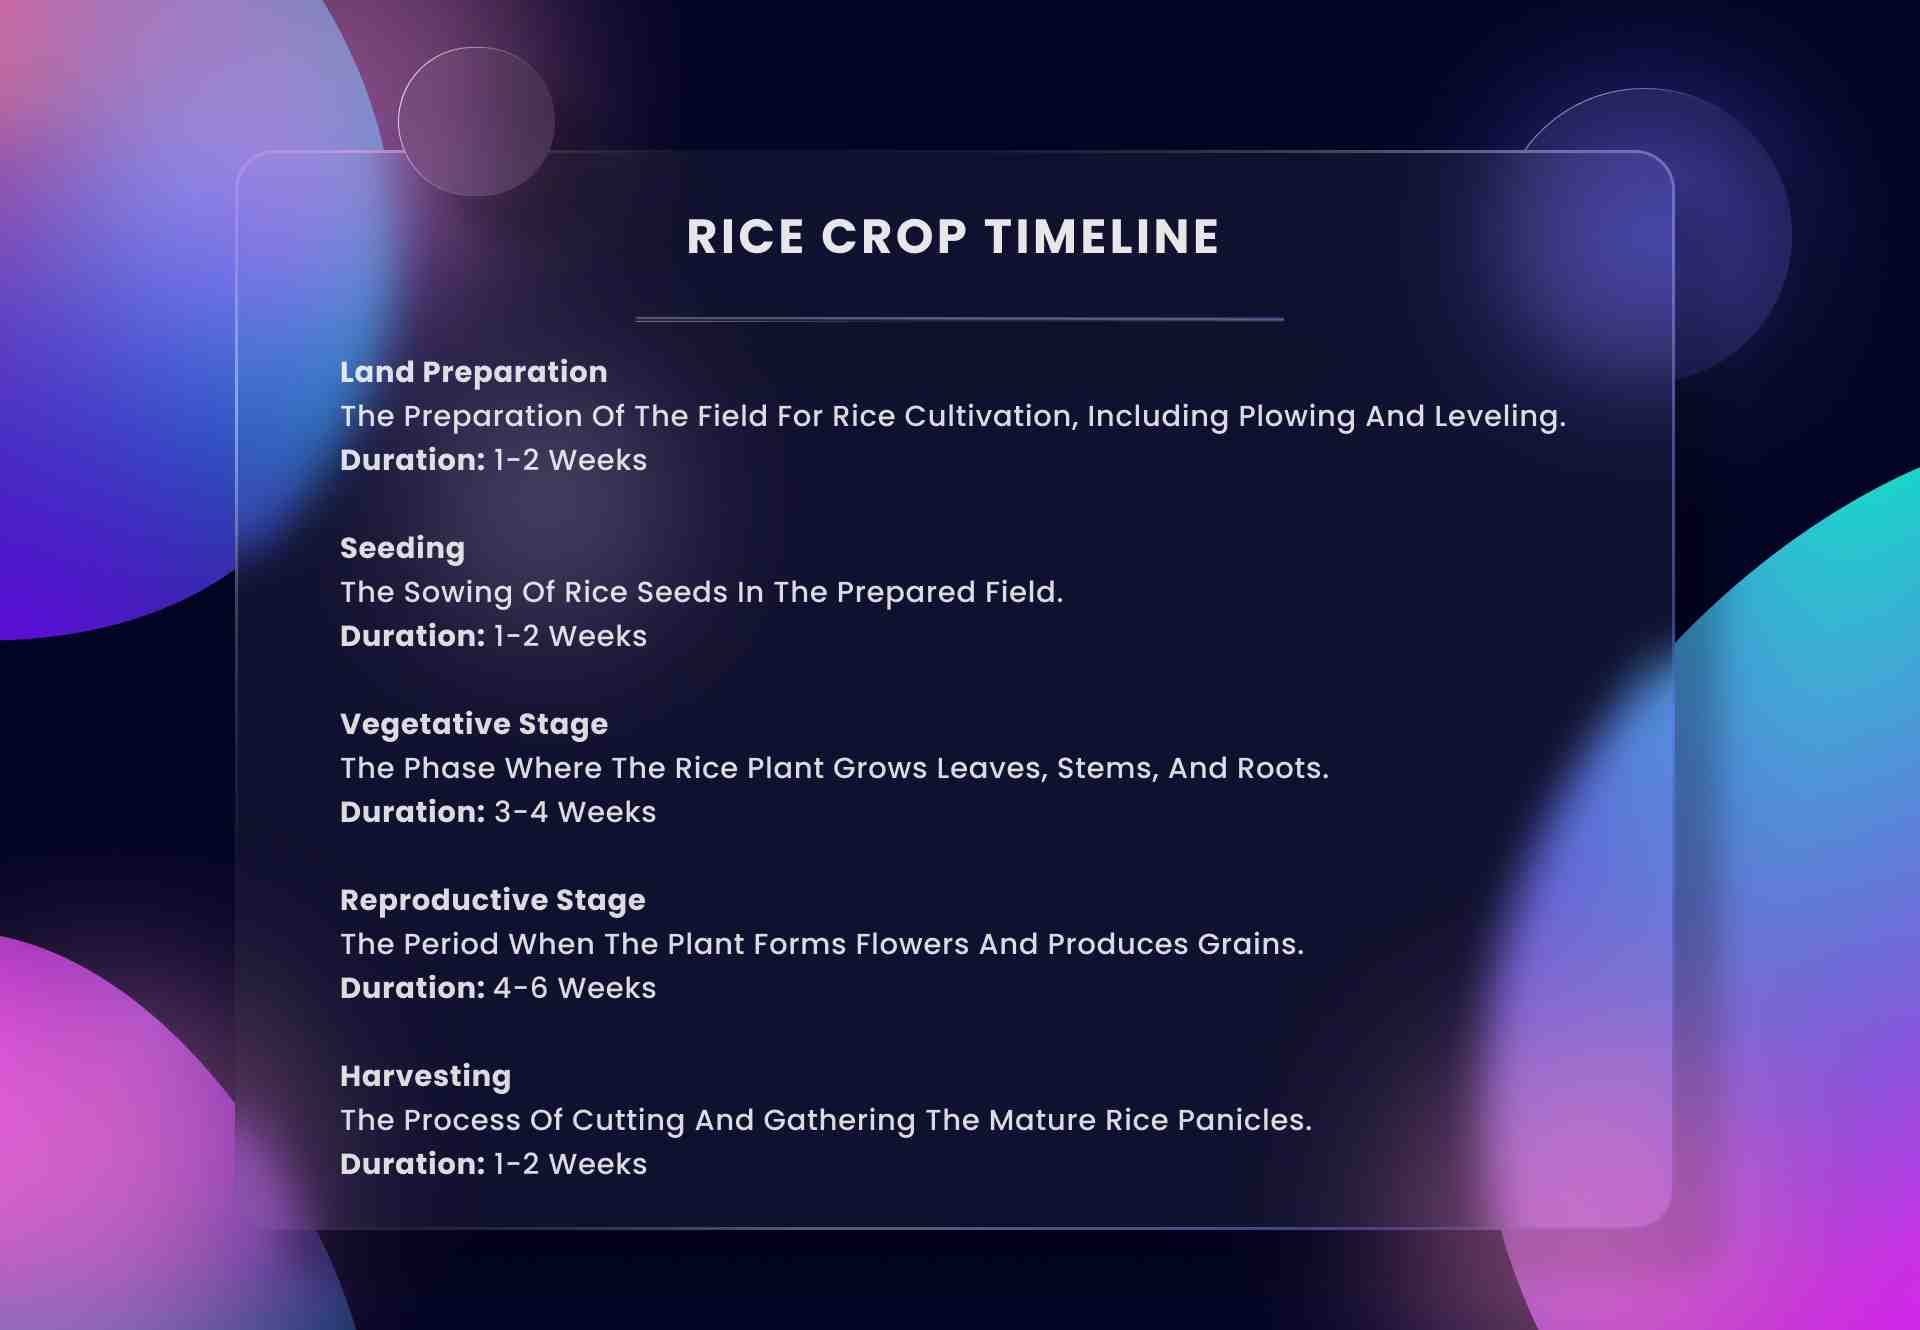 RICE CROP TIMELINE
Land Preparation
The Preparation Of The Field For Rice Cultivation, Including Plowing And Leveling.
Duration: 1-2 Weeks
Seeding
The Sowing Of Rice Seeds In The Prepared Field.
Duration: 1-2 Weeks
Vegetative Stage
The Phase Where The Rice Plant Grows Leaves, Stems, And Roots.
Duration: 3-4 Weeks
Reproductive Stage
The Period When The Plant Forms Flowers And Produces Grains.
Duration: 4-6 Weeks
Harvesting
The Process Of Cutting And Gathering The Mature Rice Panicles.
Duration: 1-2 Weeks